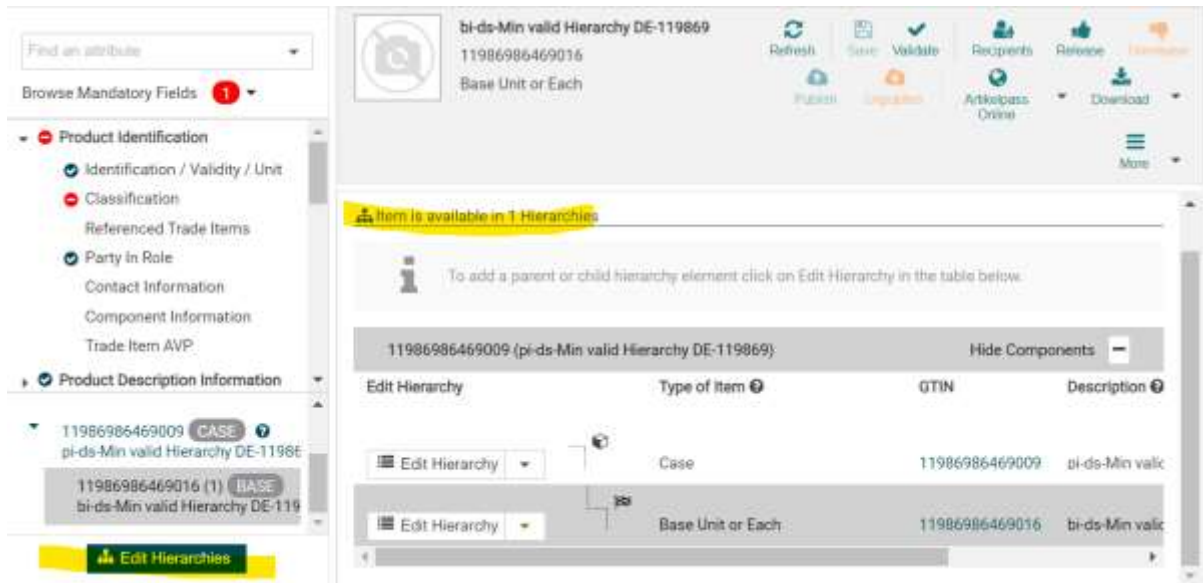 Find an attribute
Browse Mandatory Fields 1
Product Identification
Identification / Validity / Unit
Classification
Referenced Trade Items
Party In Role
Contact Information
Component Information
Trade Item AVP
Product Description Information
11986986469009 CASE
pi-ds-Min valid Hierarchy DE-11986
11986986469016 (1) BASE
bi-ds-Min valid Hierarchy DE-119
Edit Hierarchies
bi-ds-Min valid Hierarchy DE-119869
11986986469016
Base Unit or Each
Refresh Save Validate Recipients Release
Publish Unpublish Artikelpass Online Download
More
Item is available in 1 Hierarchies
To add a parent or child hierarchy element click on Edit Hierarchy in the table below.
11986986469009 (pi-ds-Min valid Hierarchy DE-119869) Hide Components
Edit Hierarchy Type of Item GTIN Description
Edit Hierarchy Case 11986986469009 pi-ds-Min valic
Edit Hierarchy Base Unit or Each 11986986469016 bi-ds-Min valic